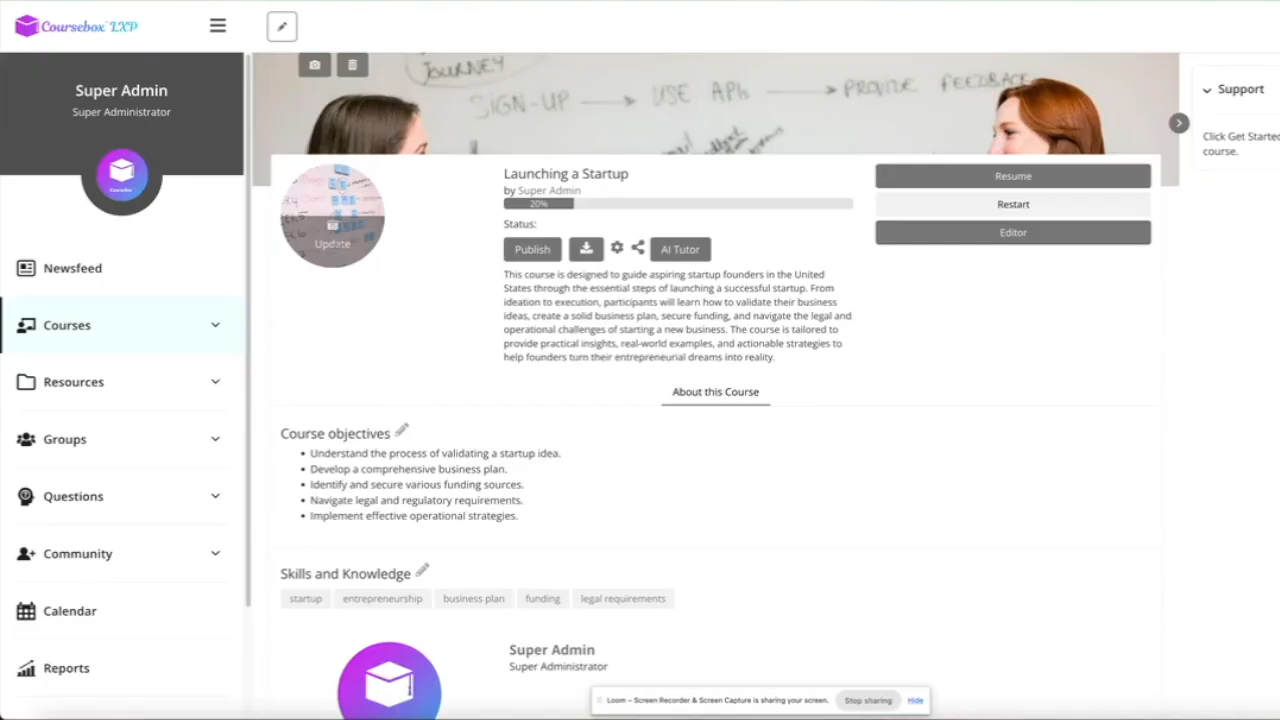 Coursebox LXP
Super Admin
Super Administrator
CourseBox
Newsfeed
Courses
Resources
Groups
Questions
Community
Calendar
Reports
JOURNEY
SIGN-UP → USE APIs → PROVIDE FEEDBACK
Update
Launching a Startup
by Super Admin
20%
Status:
Publish
AI Tutor
This course is designed to guide aspiring startup founders in the United
States through the essential steps of launching a successful startup. From
ideation to execution, participants will learn how to validate their business
ideas, create a solid business plan, secure funding, and navigate the legal and
operational challenges of starting a new business. The course is tailored to
provide practical insights, real-world examples, and actionable strategies to
help founders turn their entrepreneurial dreams into reality.
Resume
Restart
Editor
About this Course
Course objectives
• Understand the process of validating a startup idea.
• Develop a comprehensive business plan.
• Identify and secure various funding sources.
• Navigate legal and regulatory requirements.
• Implement effective operational strategies.
Skills and Knowledge
startup entrepreneurship business plan funding legal requirements
Super Admin
Super Administrator
Loom – Screen Recorder & Screen Capture is sharing your screen. Stop sharing Hide
Support
Click Get Started
course.